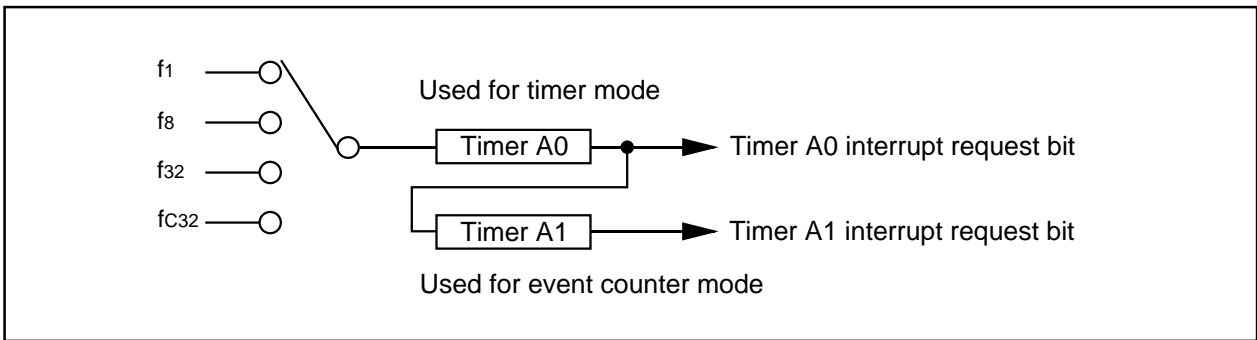 f1
f8
f32
fC32
Used for timer mode
Timer A0
Timer A0 interrupt request bit
Timer A1
Timer A1 interrupt request bit
Used for event counter mode